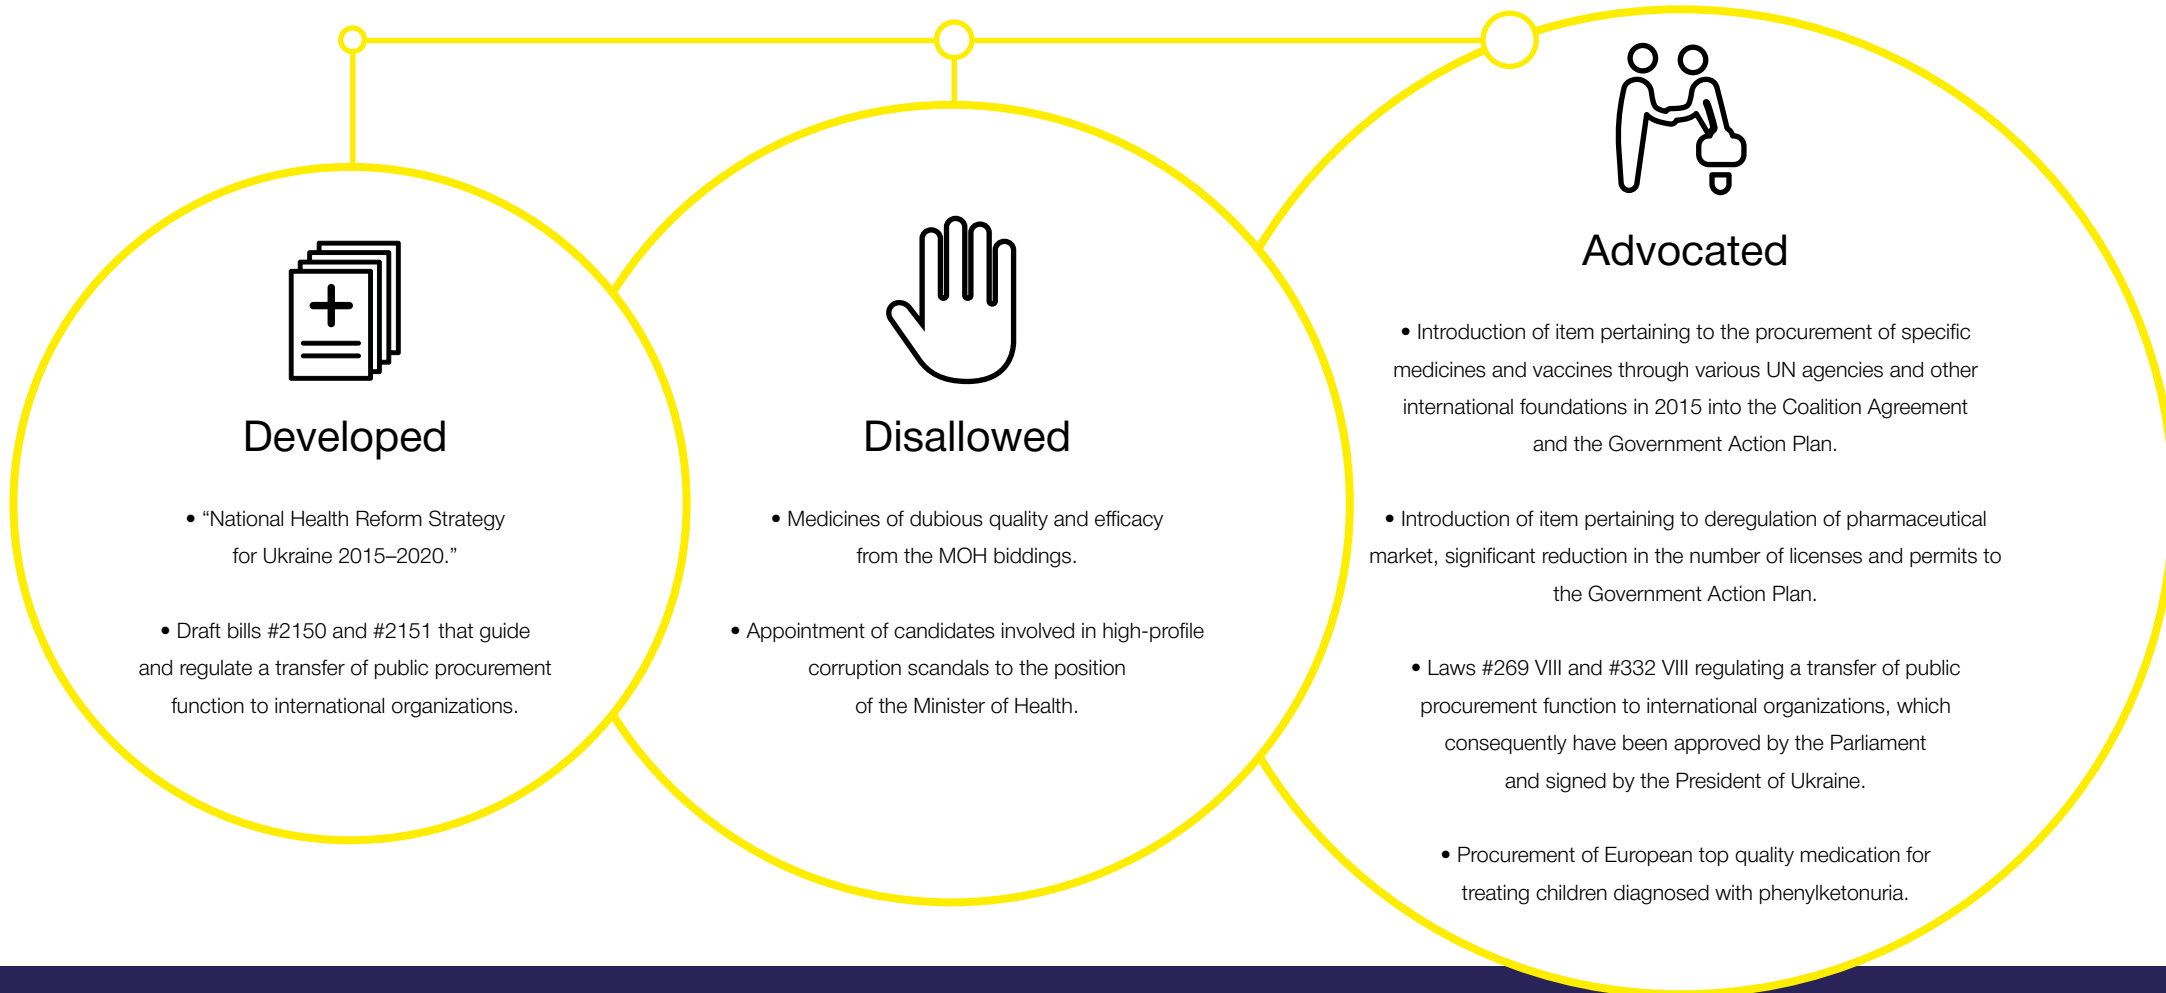 Developed
• “National Health Reform Strategy
for Ukraine 2015–2020.”
• Draft bills #2150 and #2151 that guide
and regulate a transfer of public procurement
function to international organizations.
Disallowed
• Medicines of dubious quality and efficacy
from the MOH biddings.
• Appointment of candidates involved in high-profile
corruption scandals to the position
of the Minister of Health.
Advocated
• Introduction of item pertaining to the procurement of specific
medicines and vaccines through various UN agencies and other
international foundations in 2015 into the Coalition Agreement
and the Government Action Plan.
• Introduction of item pertaining to deregulation of pharmaceutical
market, significant reduction in the number of licenses and permits to
the Government Action Plan.
• Laws #269 VIII and #332 VIII regulating a transfer of public
procurement function to international organizations, which
consequently have been approved by the Parliament
and signed by the President of Ukraine.
• Procurement of European top quality medication for
treating children diagnosed with phenylketonuria.